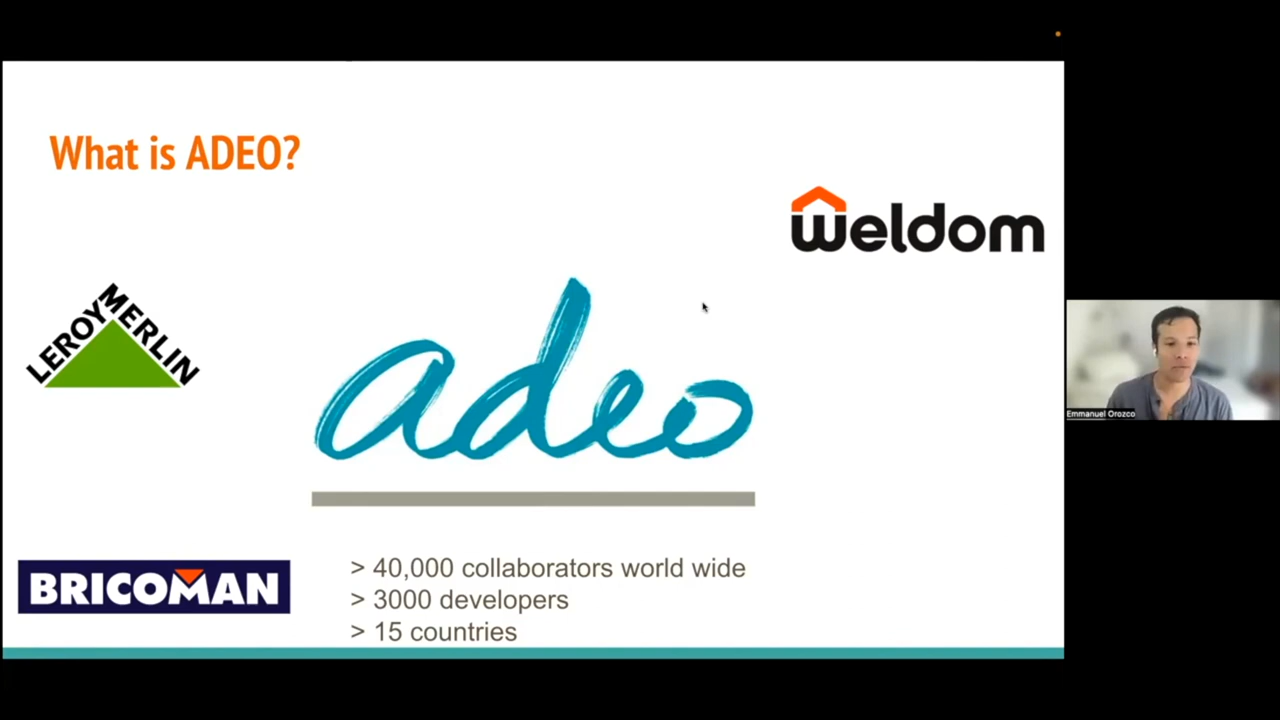 What is ADEO?
weldom
LEROY MERLIN
adeo
BRICOMAN
> 40,000 collaborators world wide
> 3000 developers
> 15 countries
Emmanuel Orozco